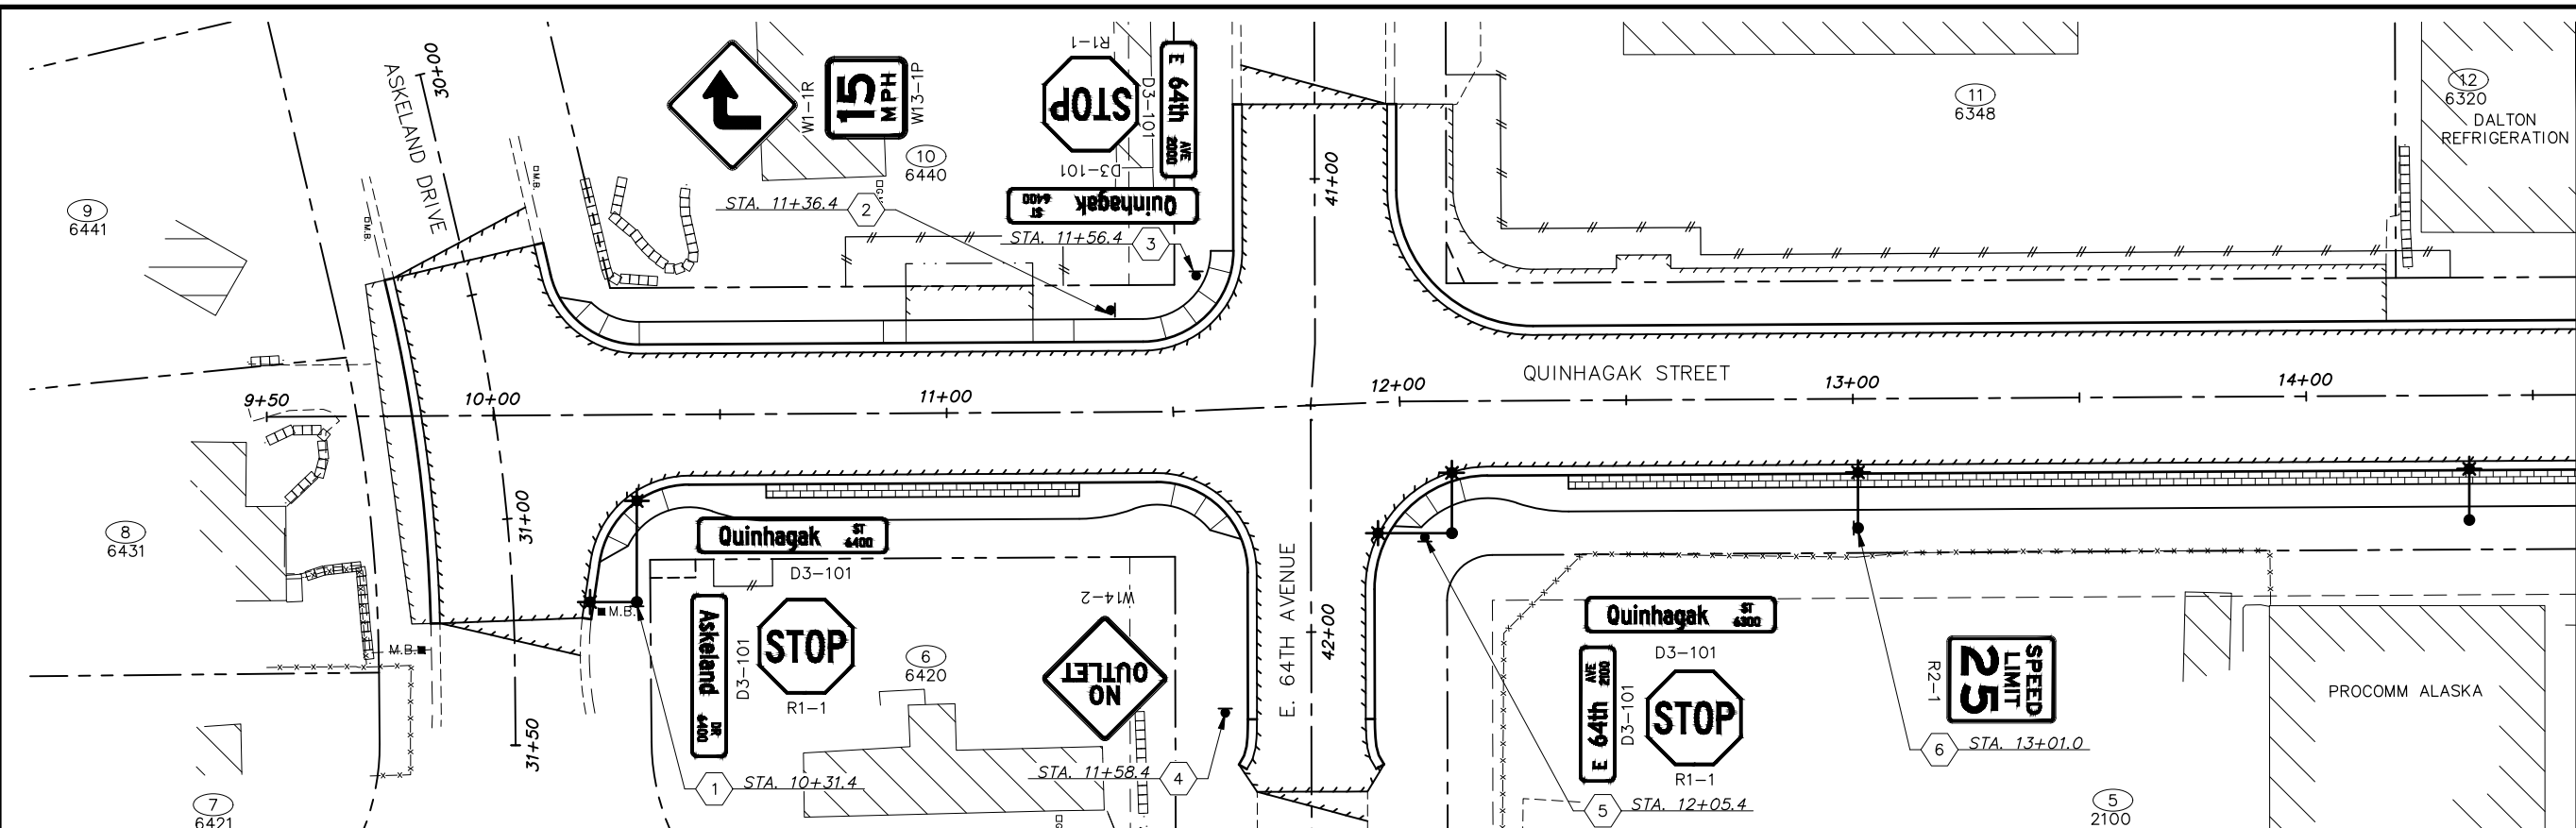 ASKELAND DRIVE
30+00
W1-1R
15
MPH
W13-1P
10
6440
STOP
R1-1
E 64th AVE 2000
D3-101
D3-101
Quinhagak ST 6400
STA. 11+36.4
2
STA. 11+56.4
3
41+00
11
6348
12
6320
DALTON
REFRIGERATION
9
6441
M.B.
M.B.
QUINHAGAK STREET
9+50
10+00
11+00
12+00
13+00
14+00
8
6431
31+00
M.B.
M.B.
Quinhagak ST 6400
D3-101
Askeland DR 6400
D3-101
STOP
R1-1
6
6420
W14-2
NO
OUTLET
E. 64TH AVENUE
42+00
Quinhagak ST 6300
D3-101
E 64th AVE 2100
D3-101
STOP
R1-1
R2-1
SPEED
LIMIT
25
PROCOMM ALASKA
31+50
1
STA. 10+31.4
STA. 11+58.4
4
5
STA. 12+05.4
6
STA. 13+01.0
7
6421
5
2100